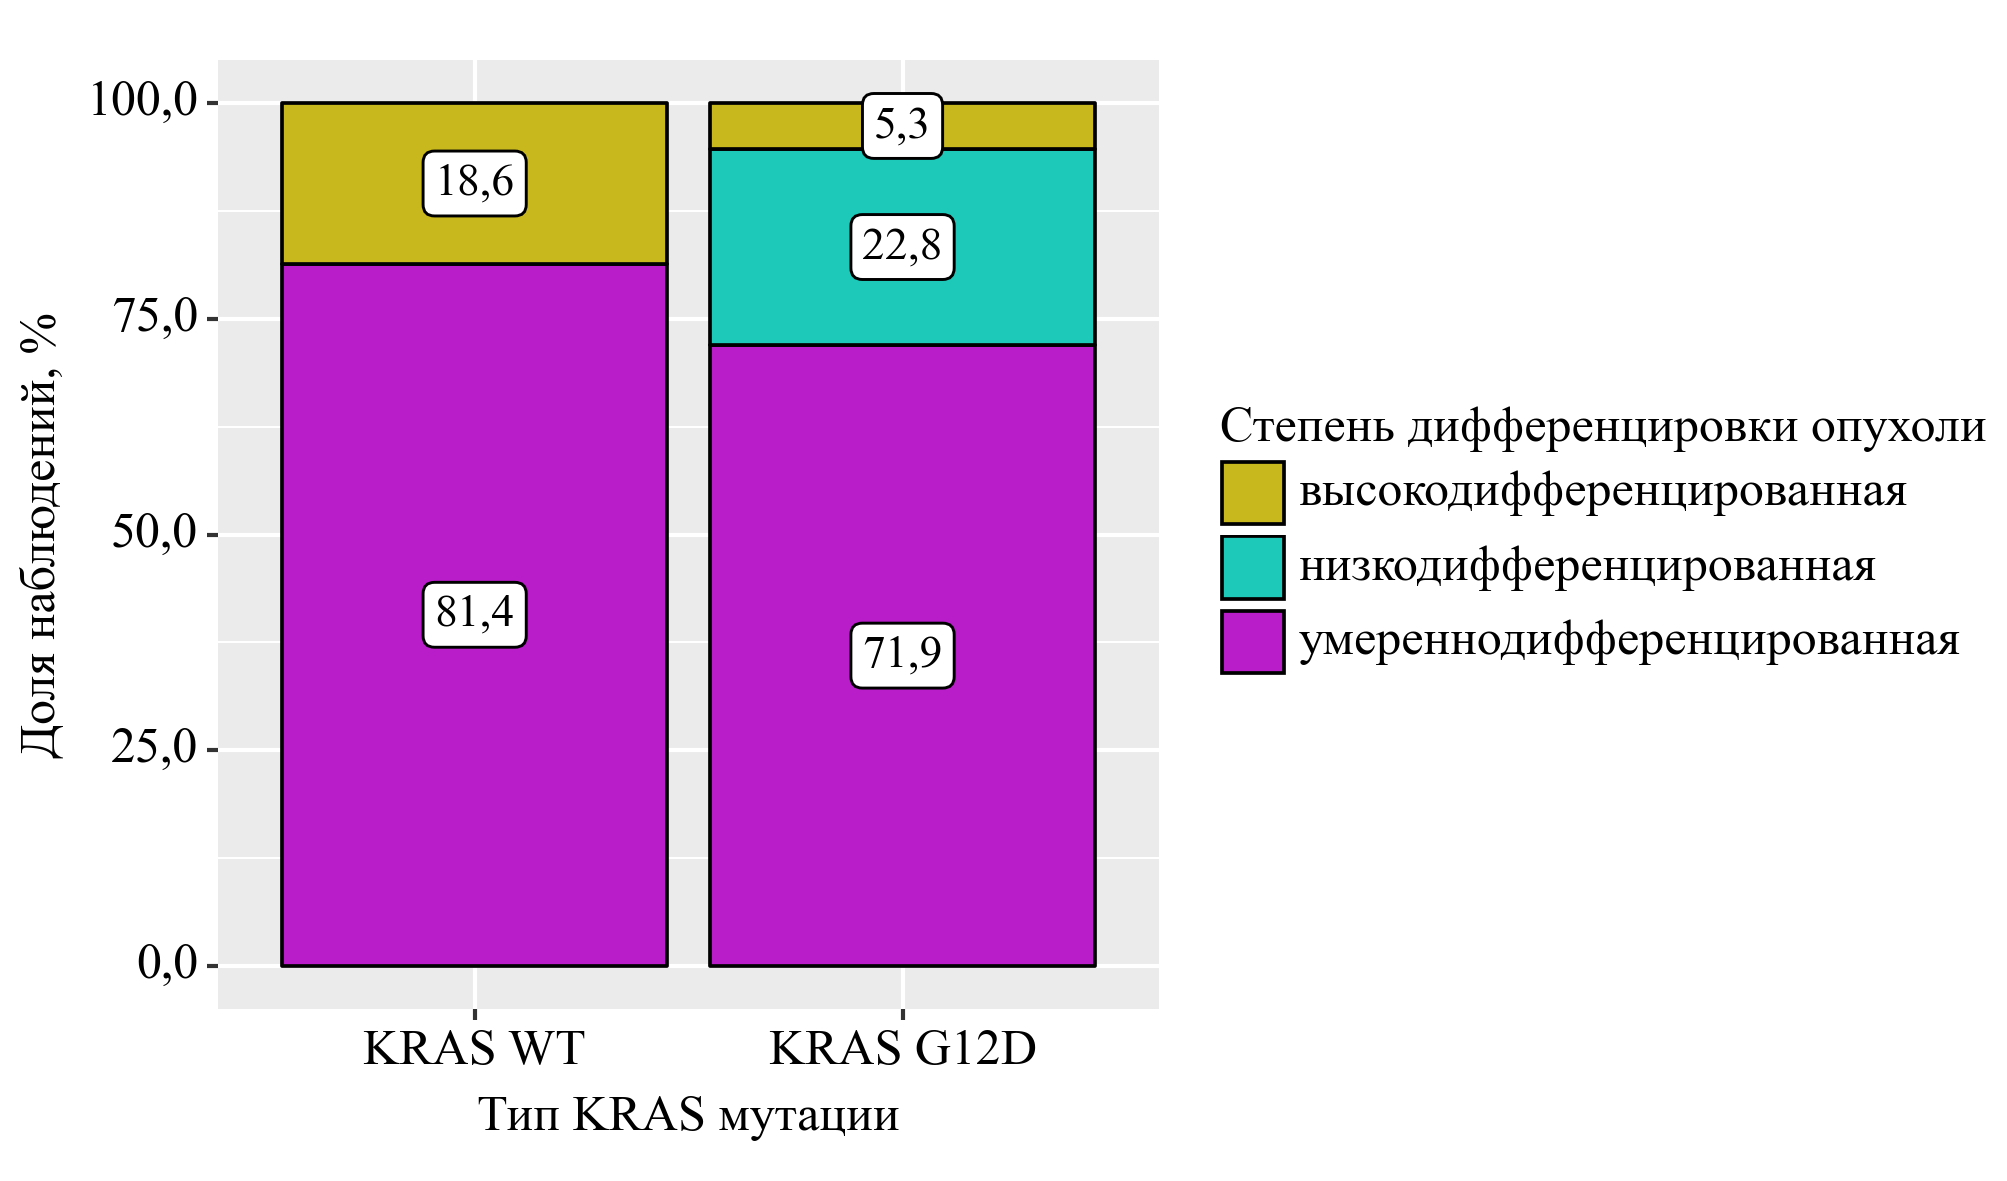 100,0
75,0
50,0
25,0
0,0
Доля наблюдений, %
18,6
81,4
5,3
22,8
71,9
KRAS WT
KRAS G12D
Тип KRAS мутации
Степень дифференцировки опухоли
высокодифференцированная
низкодифференцированная
умереннодифференцированная